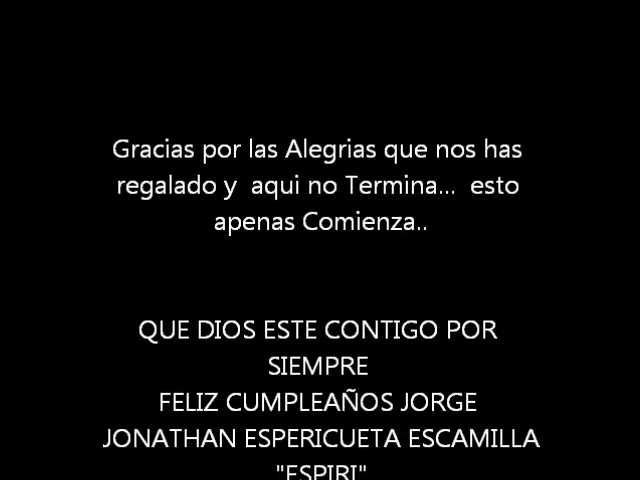 Gracias por las Alegrias que nos has
regalado y  aqui no Termina...  esto
apenas Comienza..
QUE DIOS ESTE CONTIGO POR
SIEMPRE
FELIZ CUMPLEAÑOS JORGE
JONATHAN ESPERICUETA ESCAMILLA
"ESPIRI"